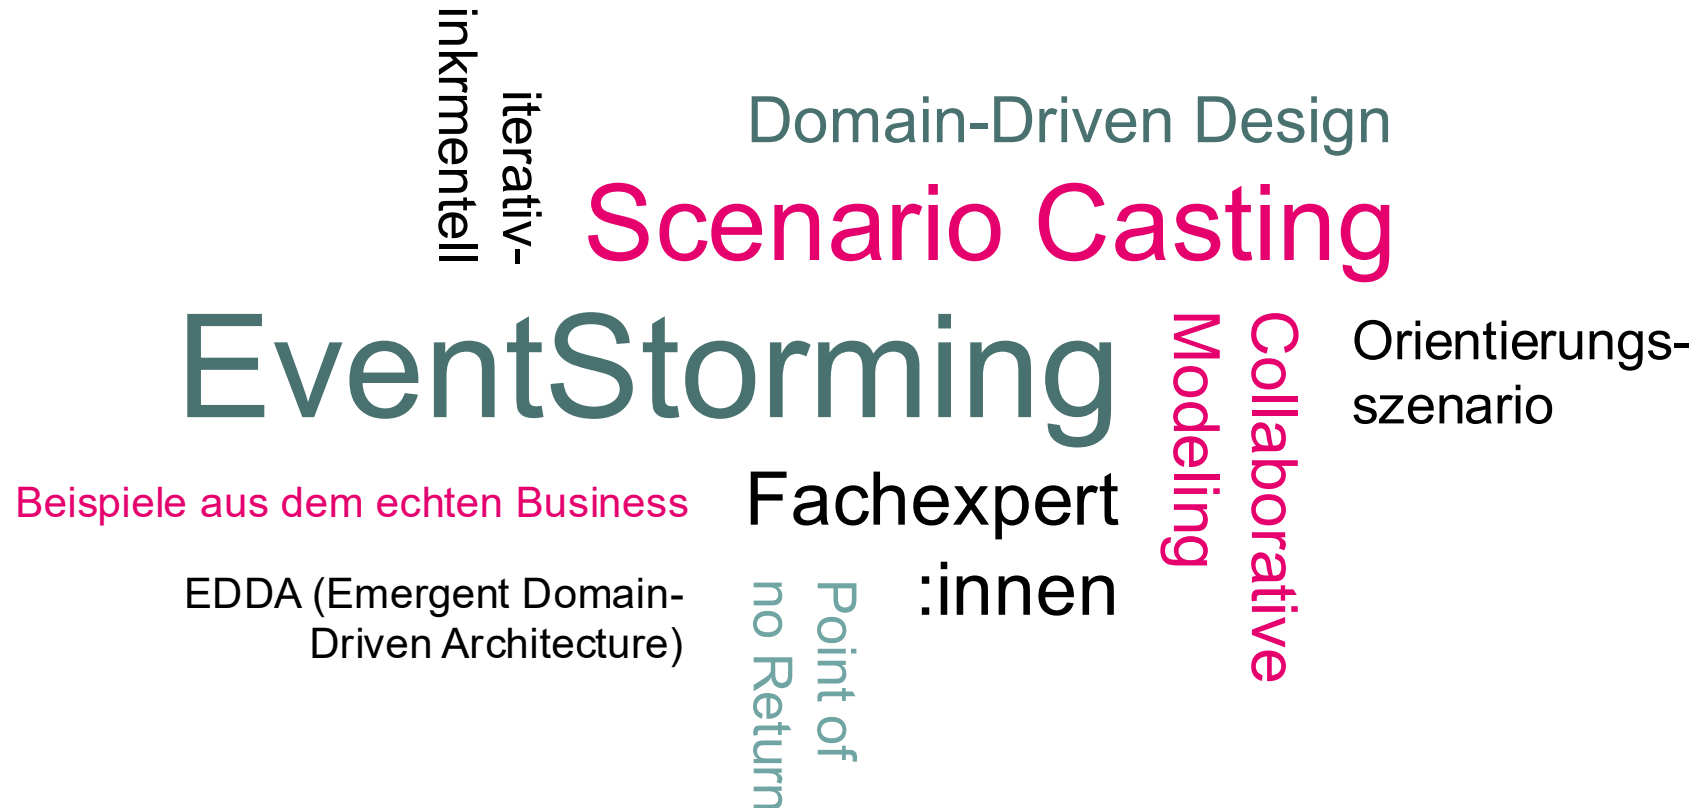 iterativ-
inkrmentell
Domain-Driven Design
Scenario Casting
EventStorming
Collaborative
Modeling
Orientierungs-
szenario
Beispiele aus dem echten Business
Fachexpert
:innen
EDDA (Emergent Domain-
Driven Architecture)
Point of
no Return